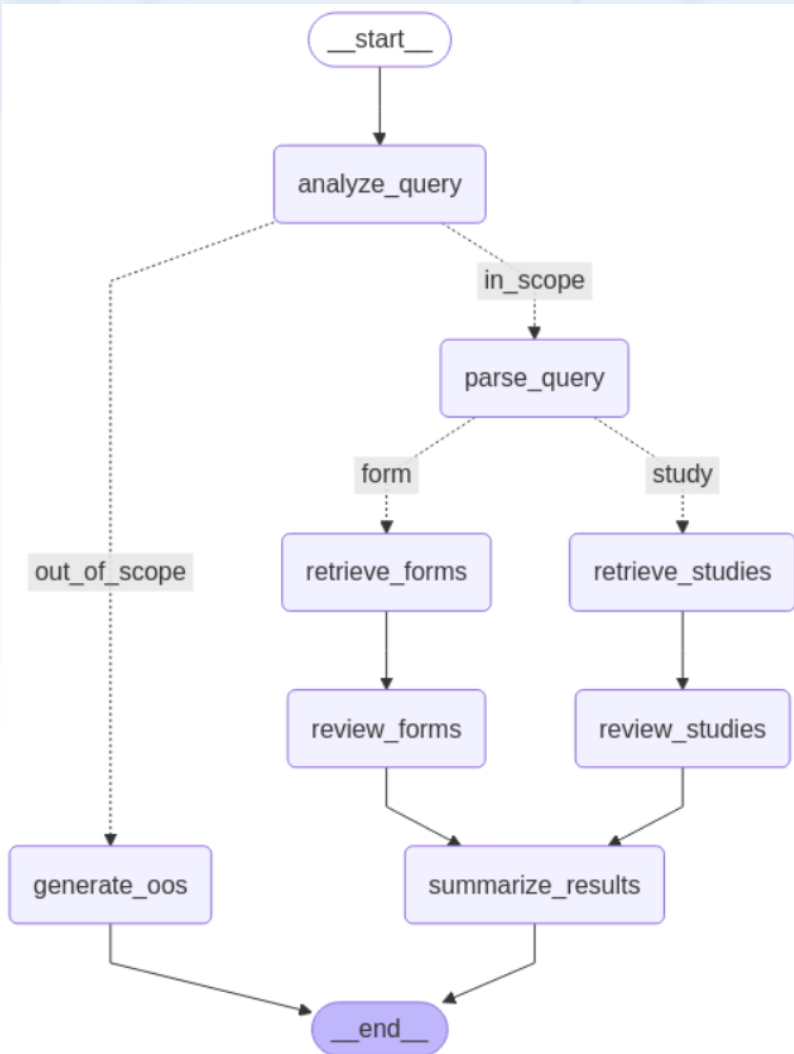 __start__
analyze_query
in_scope
parse_query
form
study
out_of_scope
retrieve_forms
retrieve_studies
review_forms
review_studies
generate_oos
summarize_results
__end__